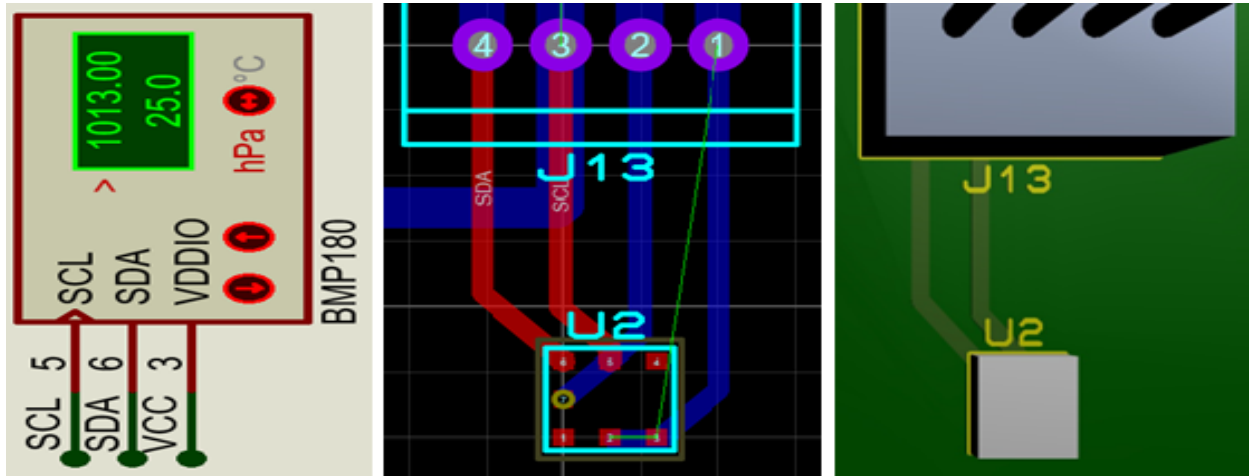 1013.00
25.0
>
°C
hPa
SCL
SDA
VDDIO
BMP180
5
6
3
SCL
SDA
VCC
4
3
2
1
J13
SDA
SCL
U2
6
5
4
7
1
2
3
J13
U2